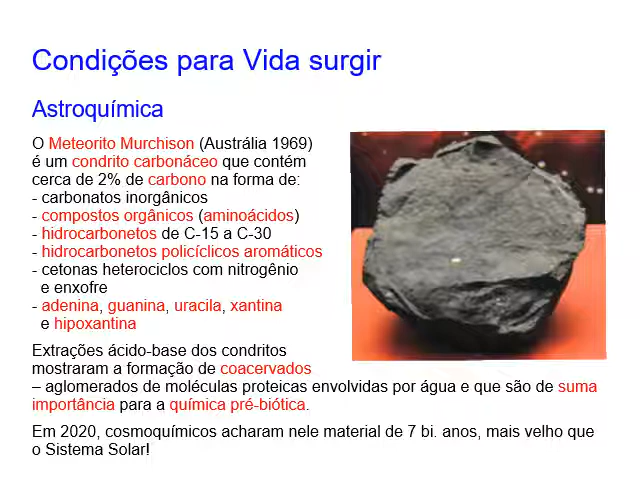 Condições para Vida surgir
Astroquímica
O Meteorito Murchison (Austrália 1969)
é um condrito carbonáceo que contém
cerca de 2% de carbono na forma de:
- carbonatos inorgânicos
- compostos orgânicos (aminoácidos)
- hidrocarbonetos de C-15 a C-30
- hidrocarbonetos policíclicos aromáticos
- cetonas heterociclos com nitrogênio
e enxofre
- adenina, guanina, uracila, xantina
e hipoxantina
Extrações ácido-base dos condritos
mostraram a formação de coacervados
– aglomerados de moléculas proteicas envolvidas por água e que são de suma
importância para a química pré-biótica.
Em 2020, cosmoquímicos acharam nele material de 7 bi. anos, mais velho que
o Sistema Solar!